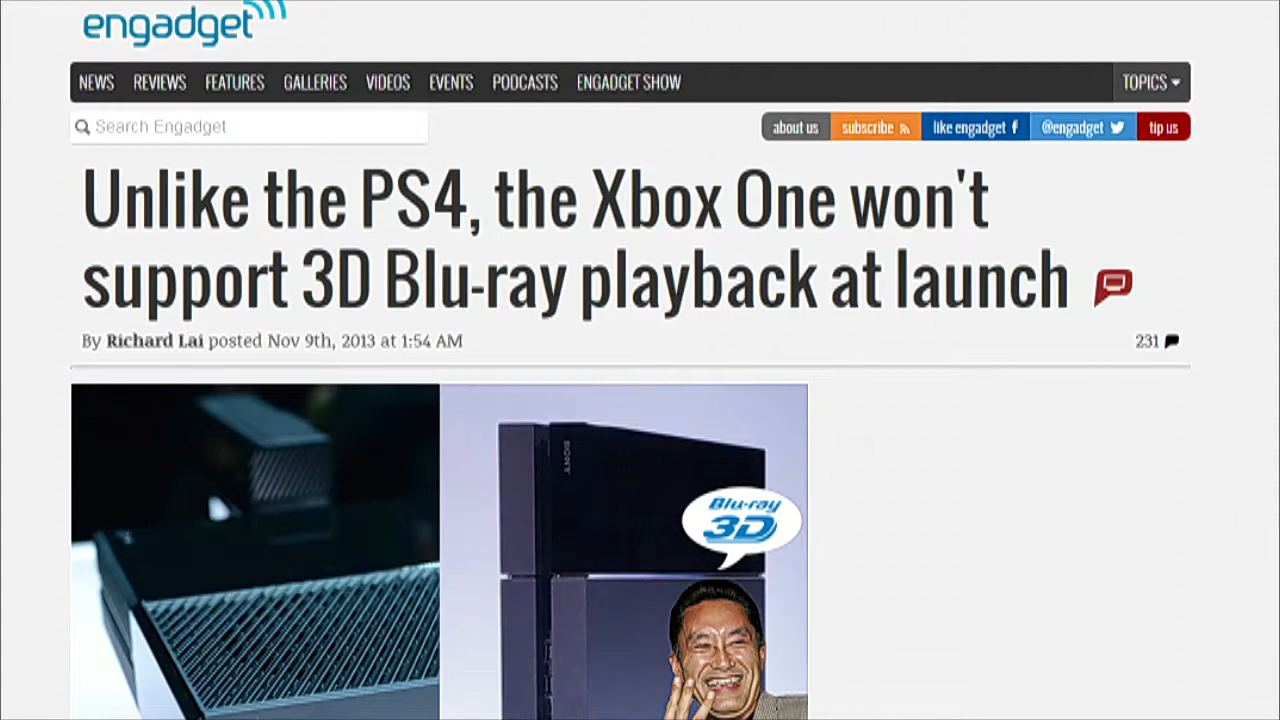 engadget
NEWS REVIEWS FEATURES GALLERIES VIDEOS EVENTS PODCASTS ENGADGET SHOW TOPICS
Search Engadget
about us subscribe like engadget @engadget tip us
Unlike the PS4, the Xbox One won't
support 3D Blu-ray playback at launch
By Richard Lai posted Nov 9th, 2013 at 1:54 AM 231
SONY
Blu-ray
3D